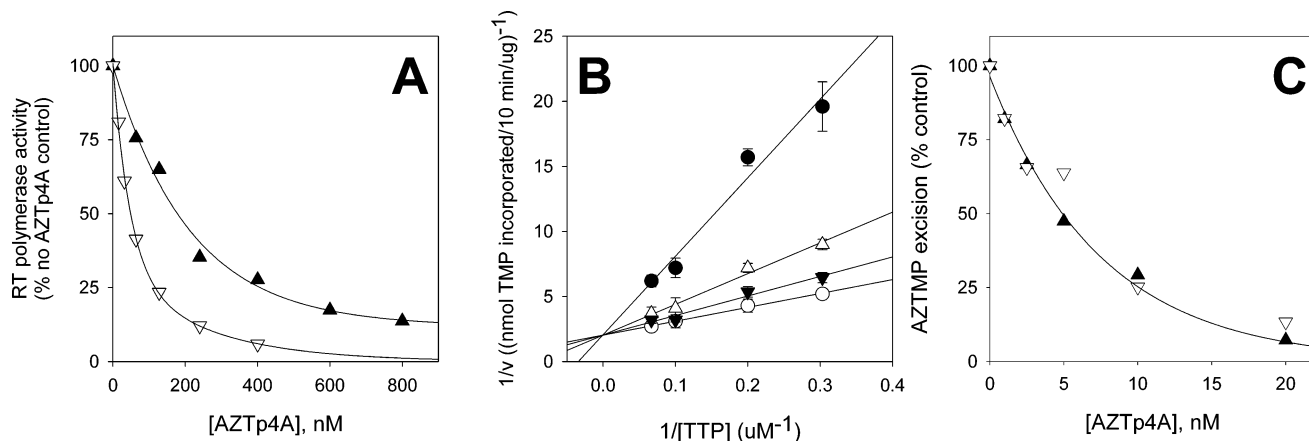 A
RT polymerase activity
(% no AZTp4A control)
100
75
50
25
0
0 200 400 600 800
[AZTp4A], nM
B
1/v ((nmol TMP incorporated/10 min/ug)⁻¹)
25
20
15
10
5
0
0.0 0.1 0.2 0.3 0.4
1/[TTP] (uM⁻¹)
C
AZTMP excision (% control)
100
75
50
25
0
0 5 10 15 20
[AZTp4A], nM